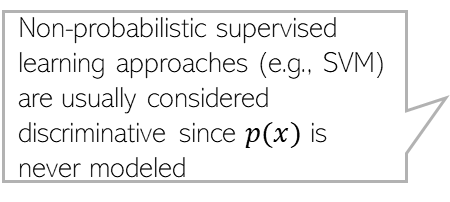 Non-probabilistic supervised
learning approaches (e.g., SVM)
are usually considered
discriminative since p(x) is
never modeled